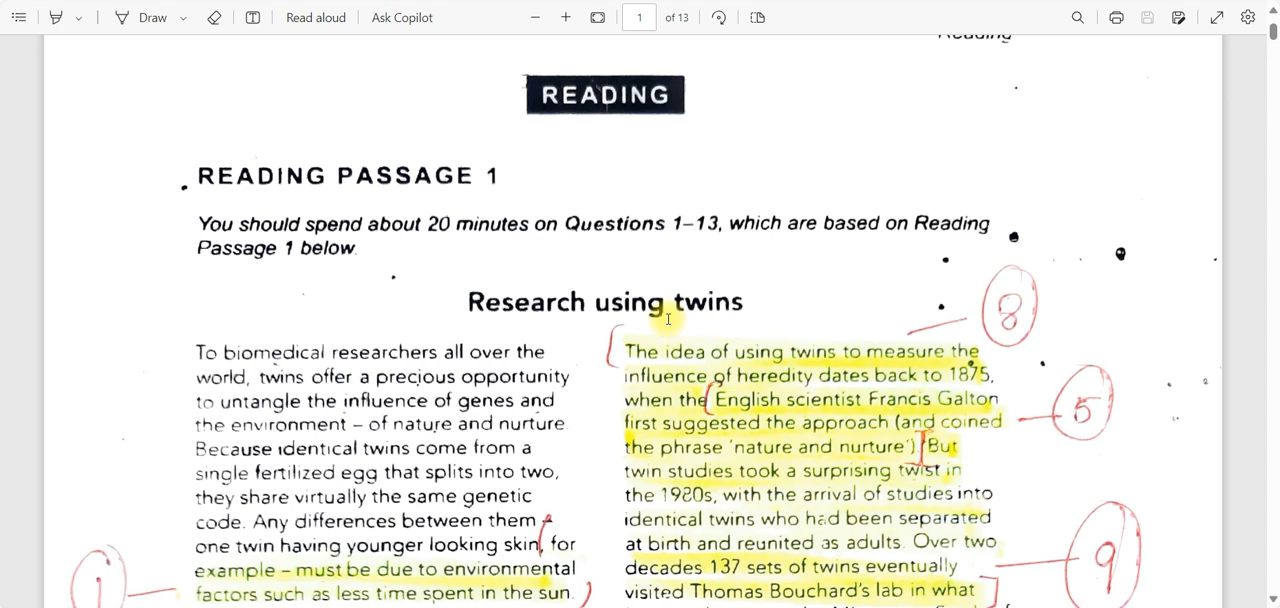 Draw
Read aloud
Ask Copilot
1
of 13
Reading
READING
READING PASSAGE 1
You should spend about 20 minutes on Questions 1–13, which are based on Reading
Passage 1 below.
Research using twins
To biomedical researchers all over the
world, twins offer a precious opportunity
to untangle the influence of genes and
the environment – of nature and nurture
Because identical twins come from a
single fertilized egg that splits into two,
they share virtually the same genetic
code. Any differences between them –
one twin having younger looking skin, for
example – must be due to environmental
factors such as less time spent in the sun.
1
The idea of using twins to measure the
influence of heredity dates back to 1875,
when the English scientist Francis Galton
first suggested the approach (and coined
the phrase 'nature and nurture'). But
twin studies took a surprising twist in
the 1980s, with the arrival of studies into
identical twins who had been separated
at birth and reunited as adults. Over two
decades 137 sets of twins eventually
visited Thomas Bouchard's lab in what
8
5
9